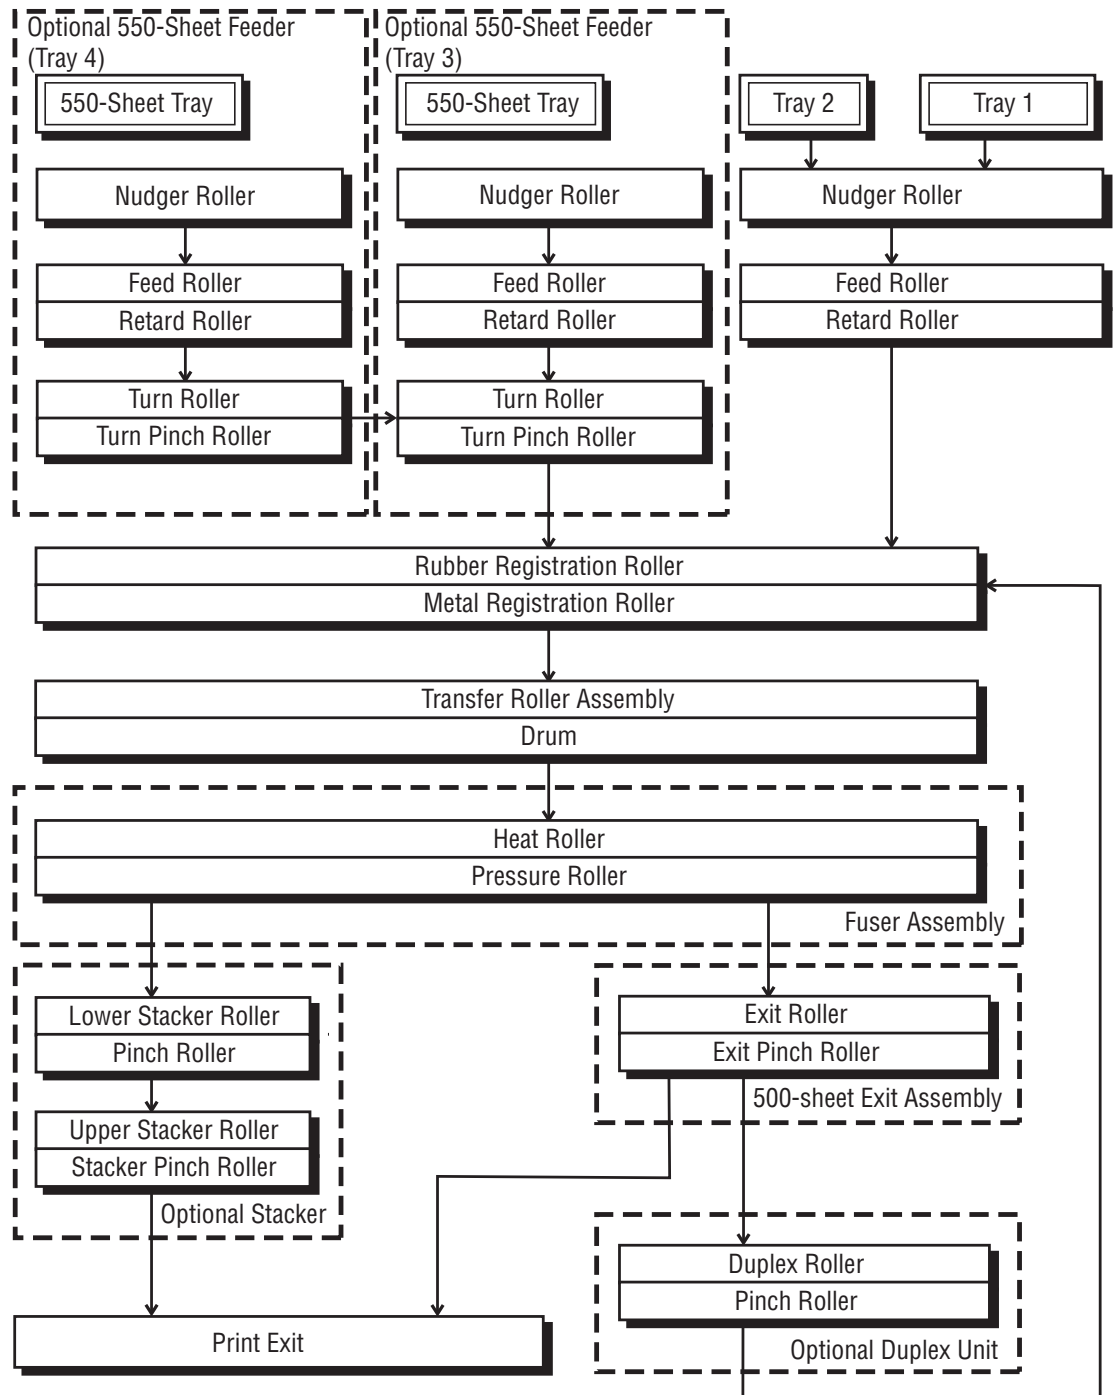 Optional 550-Sheet Feeder
(Tray 4)
550-Sheet Tray
Nudger Roller
Feed Roller
Retard Roller
Turn Roller
Turn Pinch Roller
Optional 550-Sheet Feeder
(Tray 3)
550-Sheet Tray
Nudger Roller
Feed Roller
Retard Roller
Turn Roller
Turn Pinch Roller
Tray 2
Tray 1
Nudger Roller
Feed Roller
Retard Roller
Rubber Registration Roller
Metal Registration Roller
Transfer Roller Assembly
Drum
Heat Roller
Pressure Roller
Fuser Assembly
Lower Stacker Roller
Pinch Roller
Upper Stacker Roller
Stacker Pinch Roller
Optional Stacker
Exit Roller
Exit Pinch Roller
500-sheet Exit Assembly
Duplex Roller
Pinch Roller
Optional Duplex Unit
Print Exit